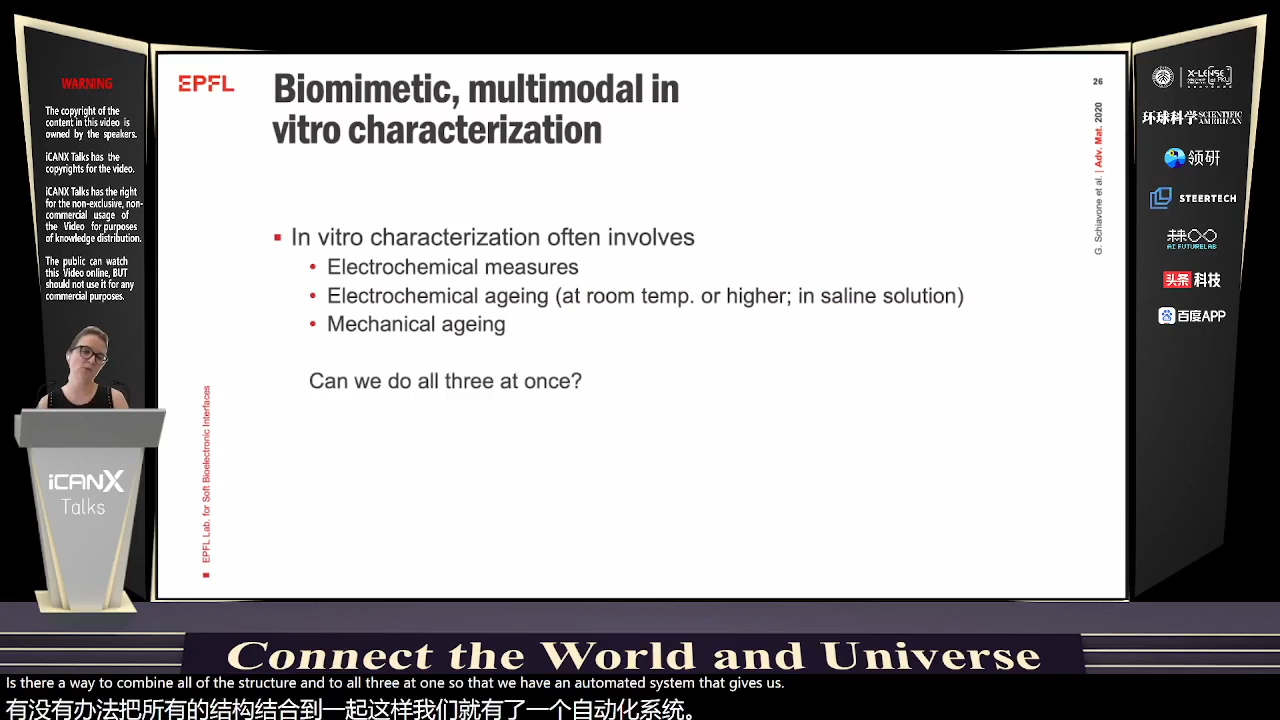 WARNING
The copyright of the
content in this video is
owned by the speakers.
iCANX Talks has the
copyrights for the video.
iCANX Talks has the right
for the non-exclusive, non-
commercial usage of
the Video for purposes
of knowledge distribution.
The public can watch
this Video online, BUT
should not use it for any
commercial purposes.
iCANX
Talks
EPFL
Biomimetic, multimodal in
vitro characterization
In vitro characterization often involves
Electrochemical measures
Electrochemical ageing (at room temp. or higher; in saline solution)
Mechanical ageing
Can we do all three at once?
EPFL Lab. for Soft Bioelectronic Interfaces
26
G. Schiavone et al. | Adv. Mat. 2020
环球科学 SCIENTIFIC AMERICAN
领研
STEERTECH
AI FUTURELAB
头条 科技
百度APP
Connect the World and Universe
Is there a way to combine all of the structure and to all three at one so that we have an automated system that gives us.
有没有办法把所有的结构结合到一起这样我们就有了一个自动化系统。